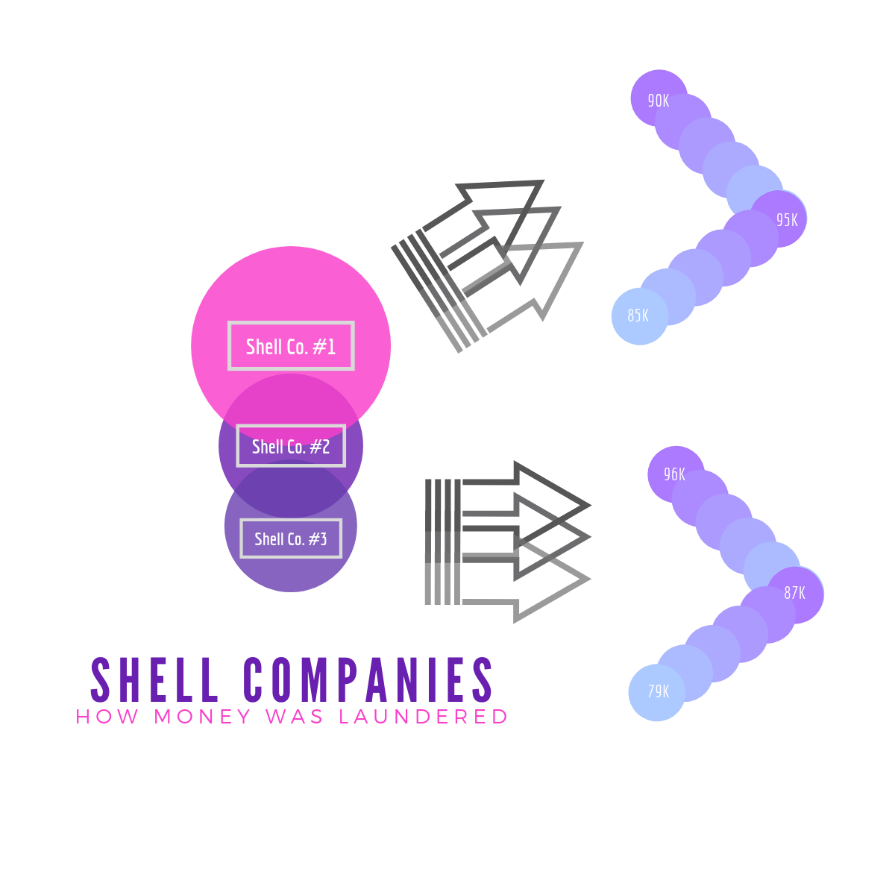 90K
95K
85K
Shell Co. #1
Shell Co. #2
Shell Co. #3
96K
87K
79K
SHELL COMPANIES
HOW MONEY WAS LAUNDERED